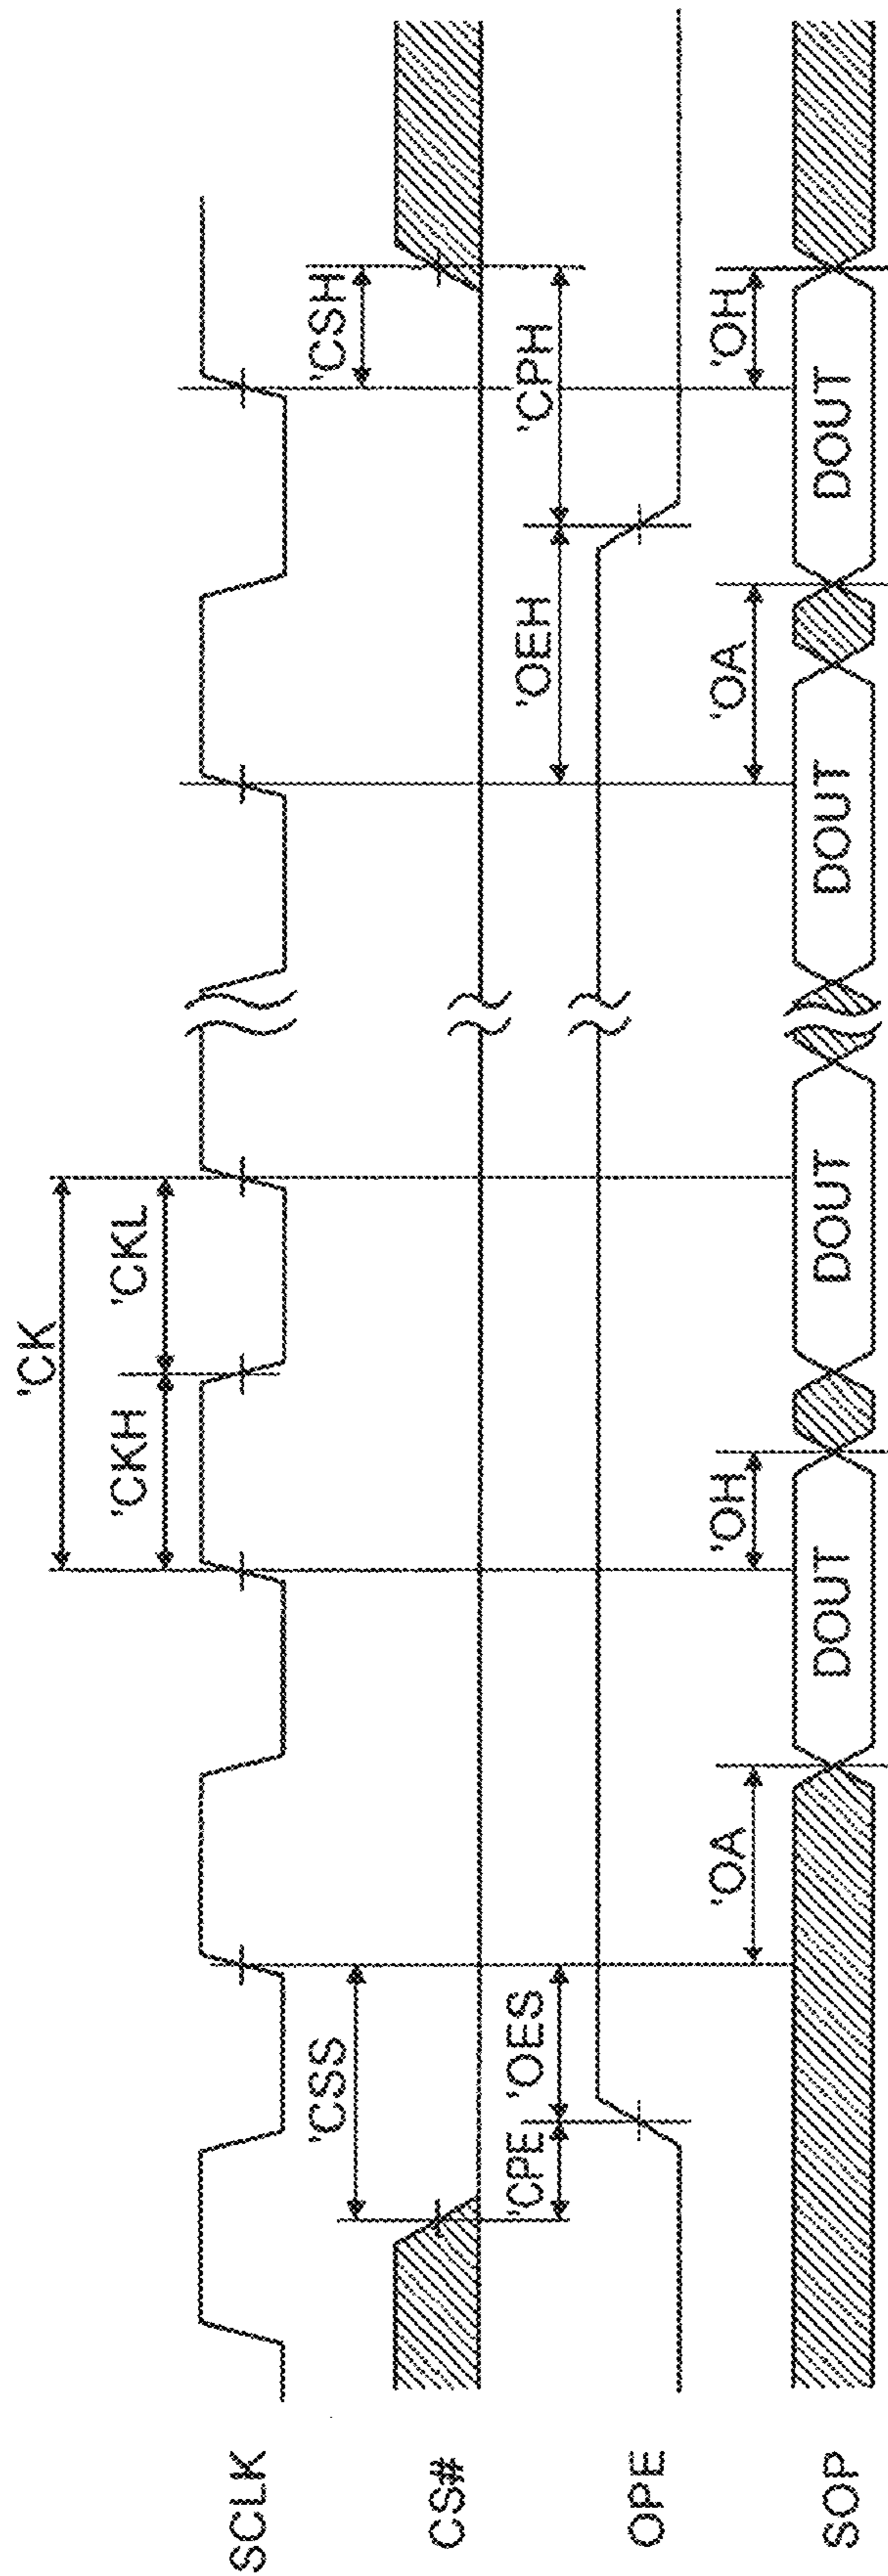 'CK
'CKH 'CKL
SCLK
'CSS 'CSH
CS#
'CPE 'OES 'OEH 'CPH
OPE
'OA 'OH 'OA 'OH
SOP DOUT DOUT DOUT DOUT